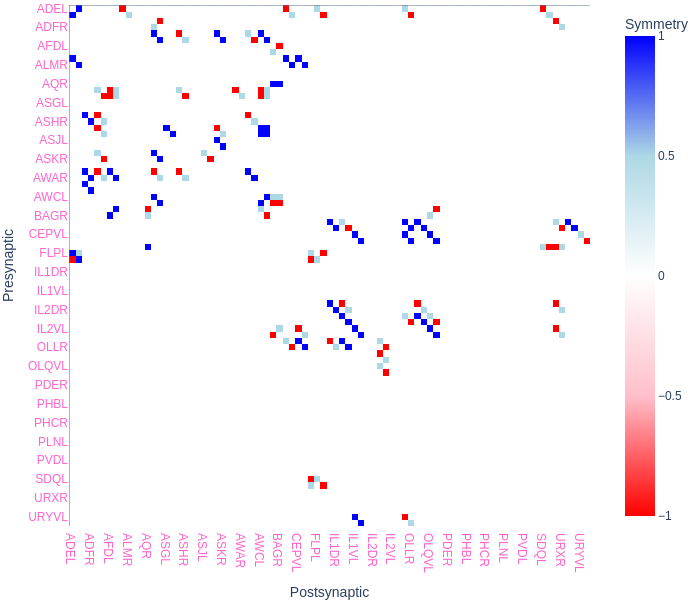 Symmetry
1
0.5
0
−0.5
−1
Presynaptic
ADEL
ADFR
AFDL
ALMR
AQR
ASGL
ASHR
ASJL
ASKR
AWAR
AWCL
BAGR
CEPVL
FLPL
IL1DR
IL1VL
IL2DR
IL2VL
OLLR
OLQVL
PDER
PHBL
PHCR
PLNL
PVDL
SDQL
URXR
URYVL
ADEL
ADFR
AFDL
ALMR
AQR
ASGL
ASHR
ASJL
ASKR
AWAR
AWCL
BAGR
CEPVL
FLPL
IL1DR
IL1VL
IL2DR
IL2VL
OLLR
OLQVL
PDER
PHBL
PHCR
PLNL
PVDL
SDQL
URXR
URYVL
Postsynaptic